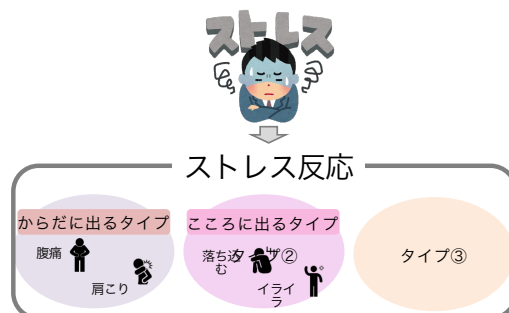 ストレス
ストレス反応
からだに出るタイプ
腹痛
肩こり
こころに出るタイプ
タイプ②
落ち込
む
イライ
ラ
タイプ③